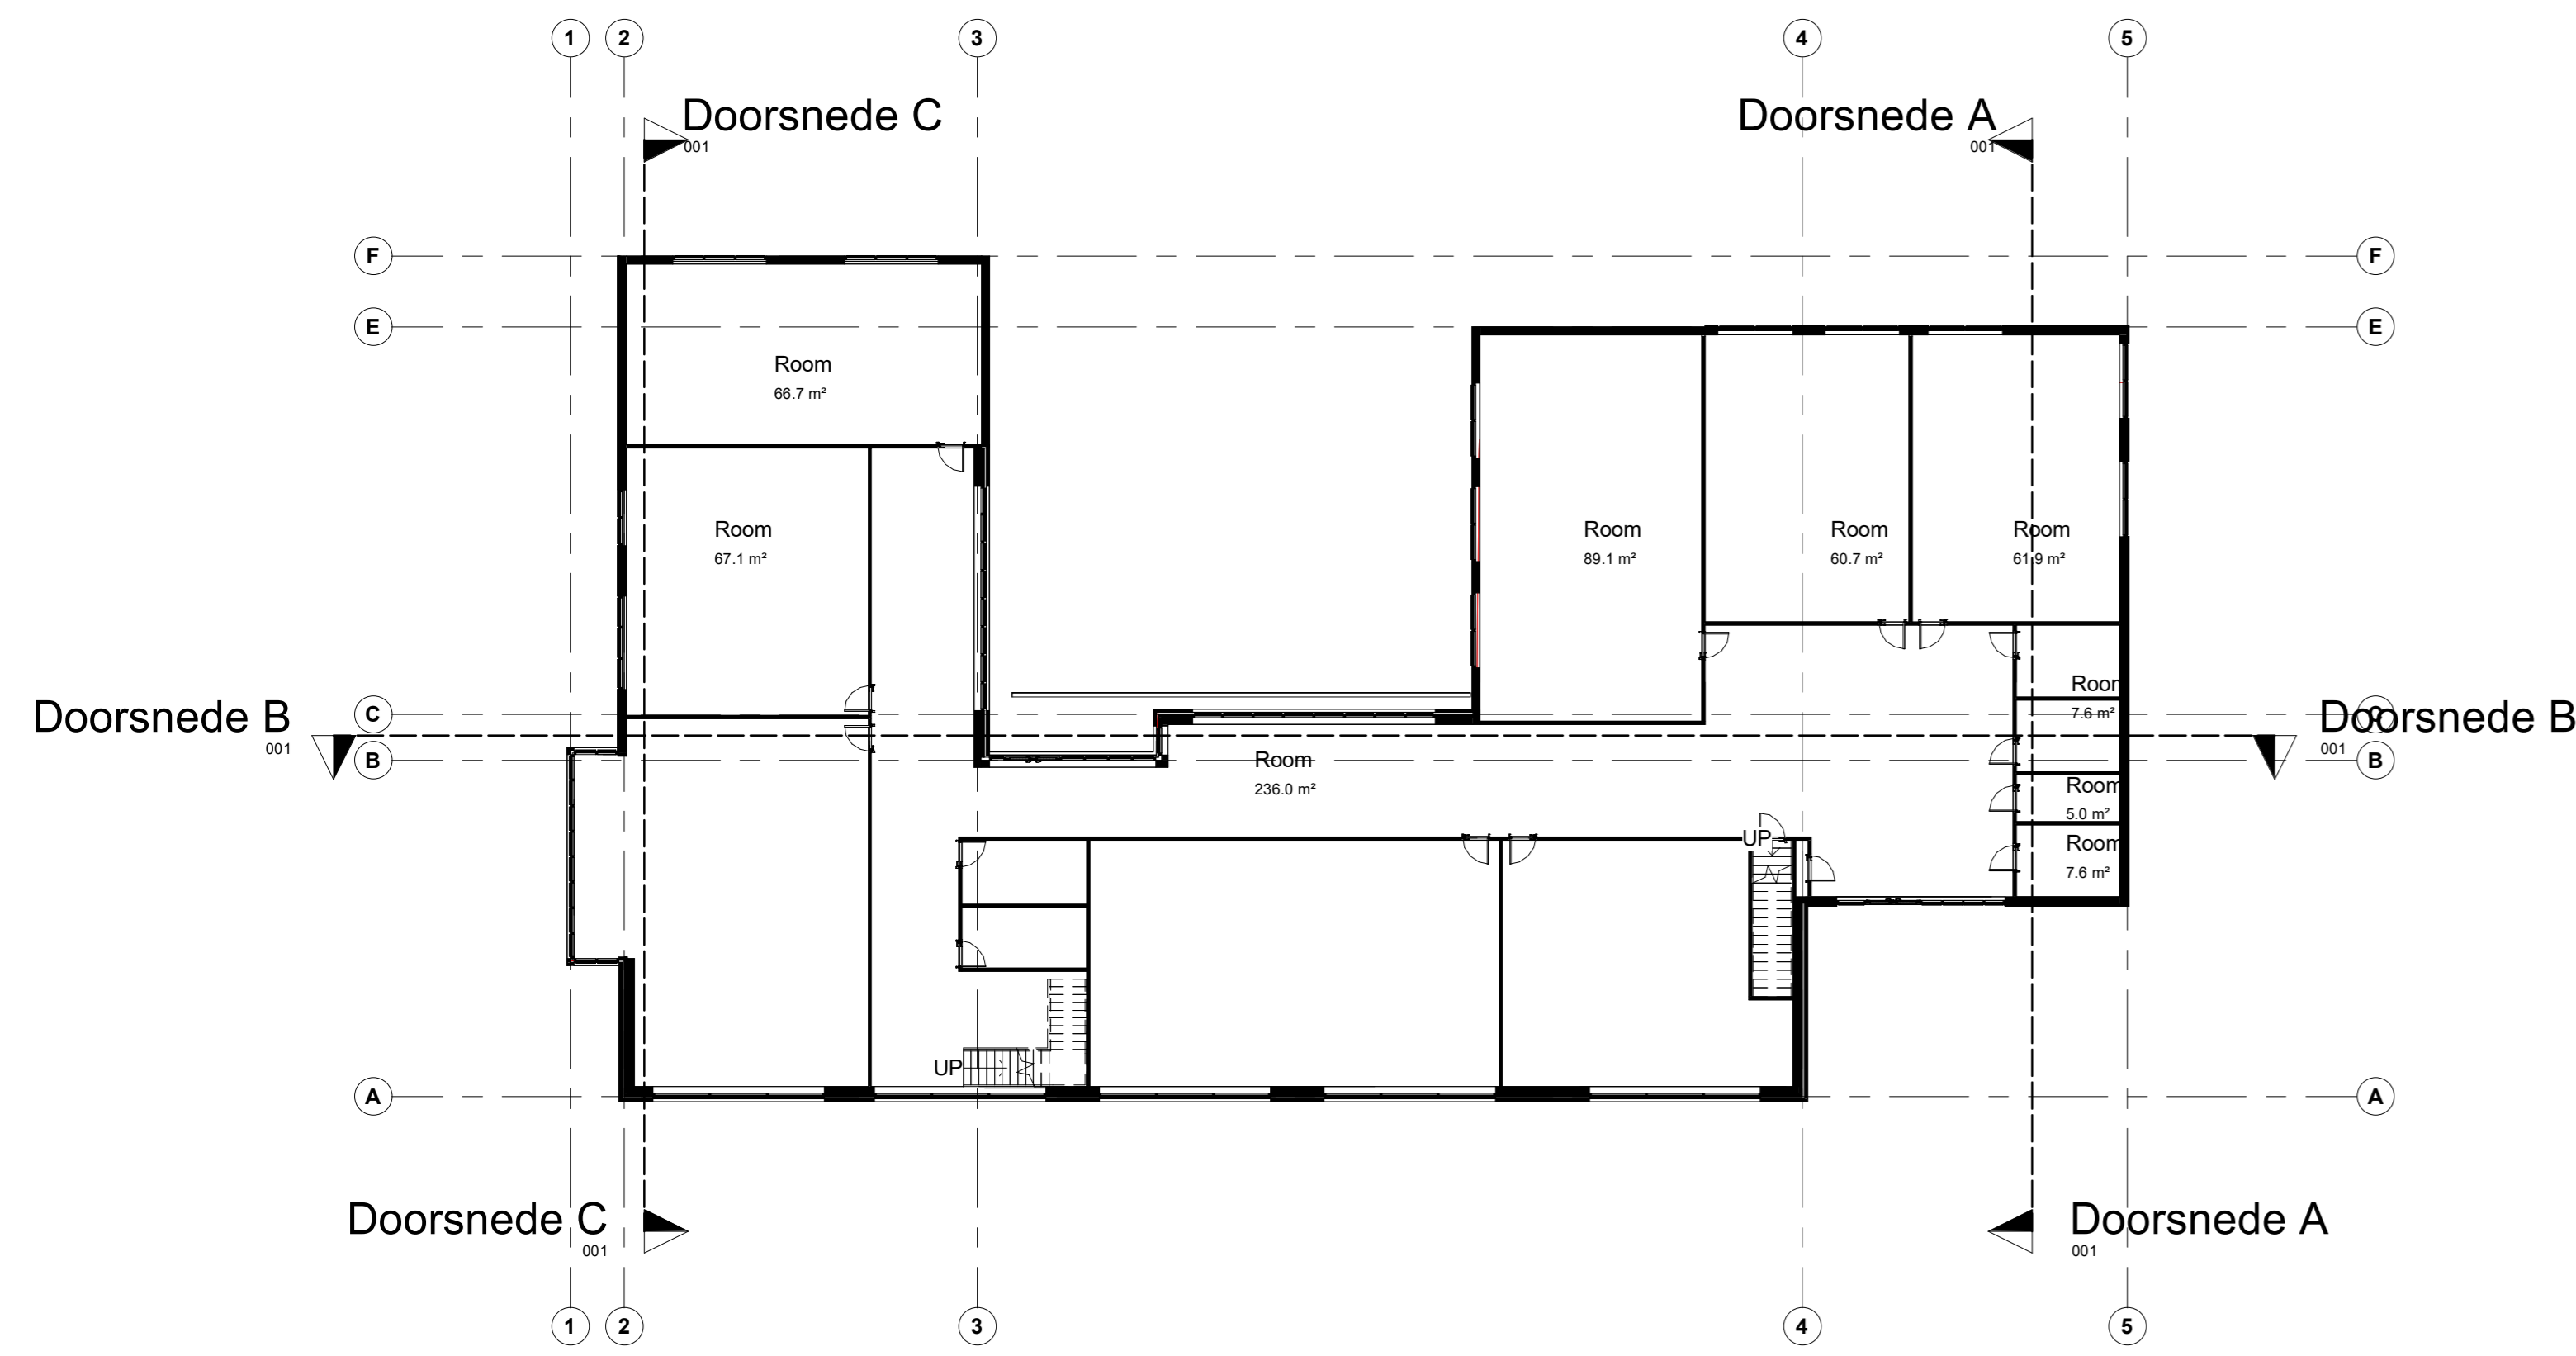 1 2 3 4 5
Doorsnede C
001
Doorsnede A
001
F F
E E
Room
66.7 m²
Room
67.1 m²
Room
89.1 m²
Room
60.7 m²
Room
61.9 m²
Room
7.6 m²
Doorsnede B
001
C C
Doorsnede B
001
B B
Room
236.0 m²
Room
5.0 m²
UP
Room
7.6 m²
UP
A A
Doorsnede C
001
Doorsnede A
001
1 2 3 4 5